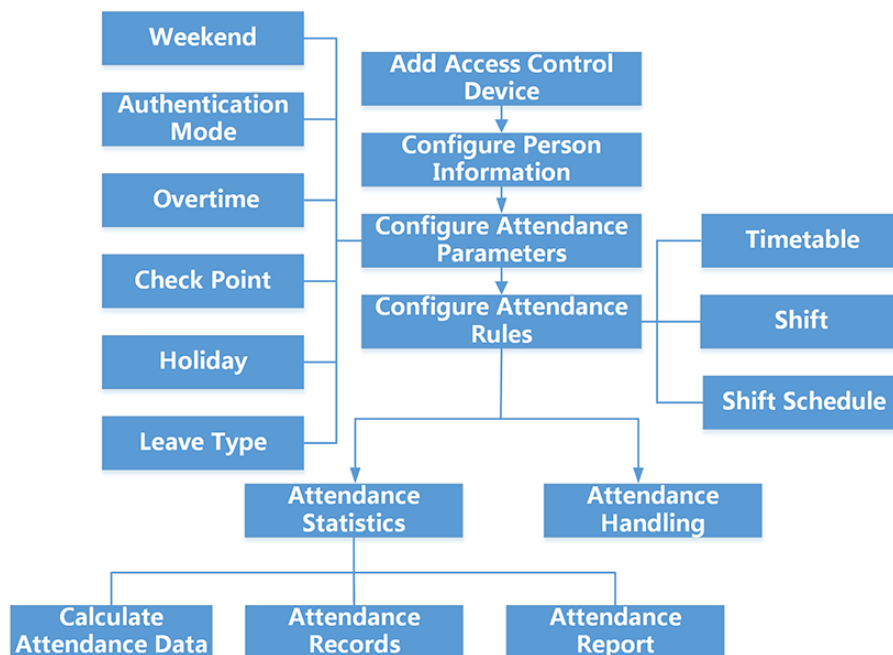 Weekend
Authentication
Mode
Overtime
Check Point
Holiday
Leave Type
Add Access Control
Device
Configure Person
Information
Configure Attendance
Parameters
Configure Attendance
Rules
Timetable
Shift
Shift Schedule
Attendance
Statistics
Attendance
Handling
Calculate
Attendance Data
Attendance
Records
Attendance
Report